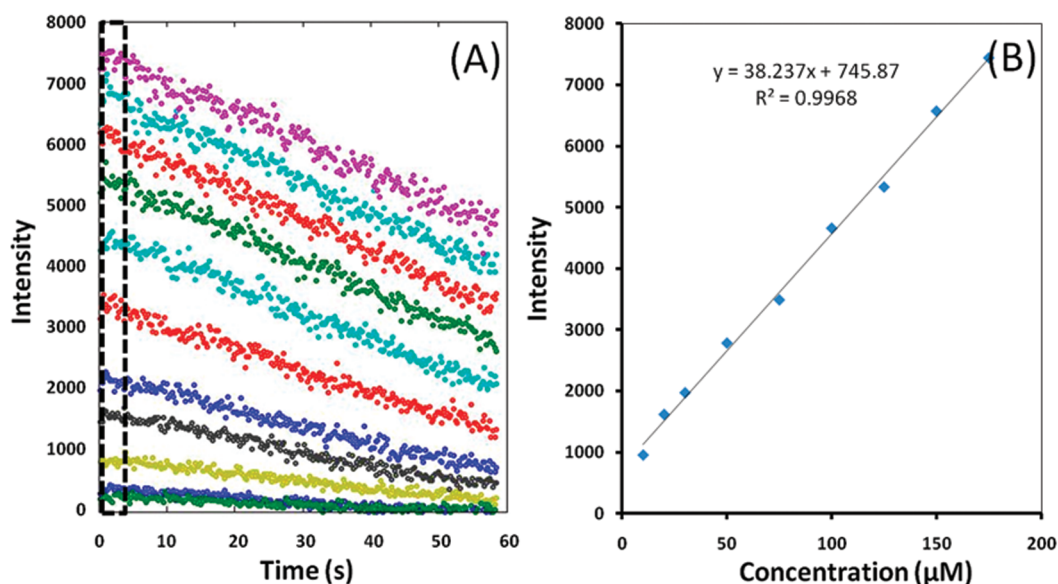 (A)
8000
7000
6000
5000
4000
3000
2000
1000
0
Intensity
0 10 20 30 40 50 60
Time (s)
(B)
y = 38.237x + 745.87
R² = 0.9968
8000
7000
6000
5000
4000
3000
2000
1000
0
Intensity
0 50 100 150 200
Concentration (µM)